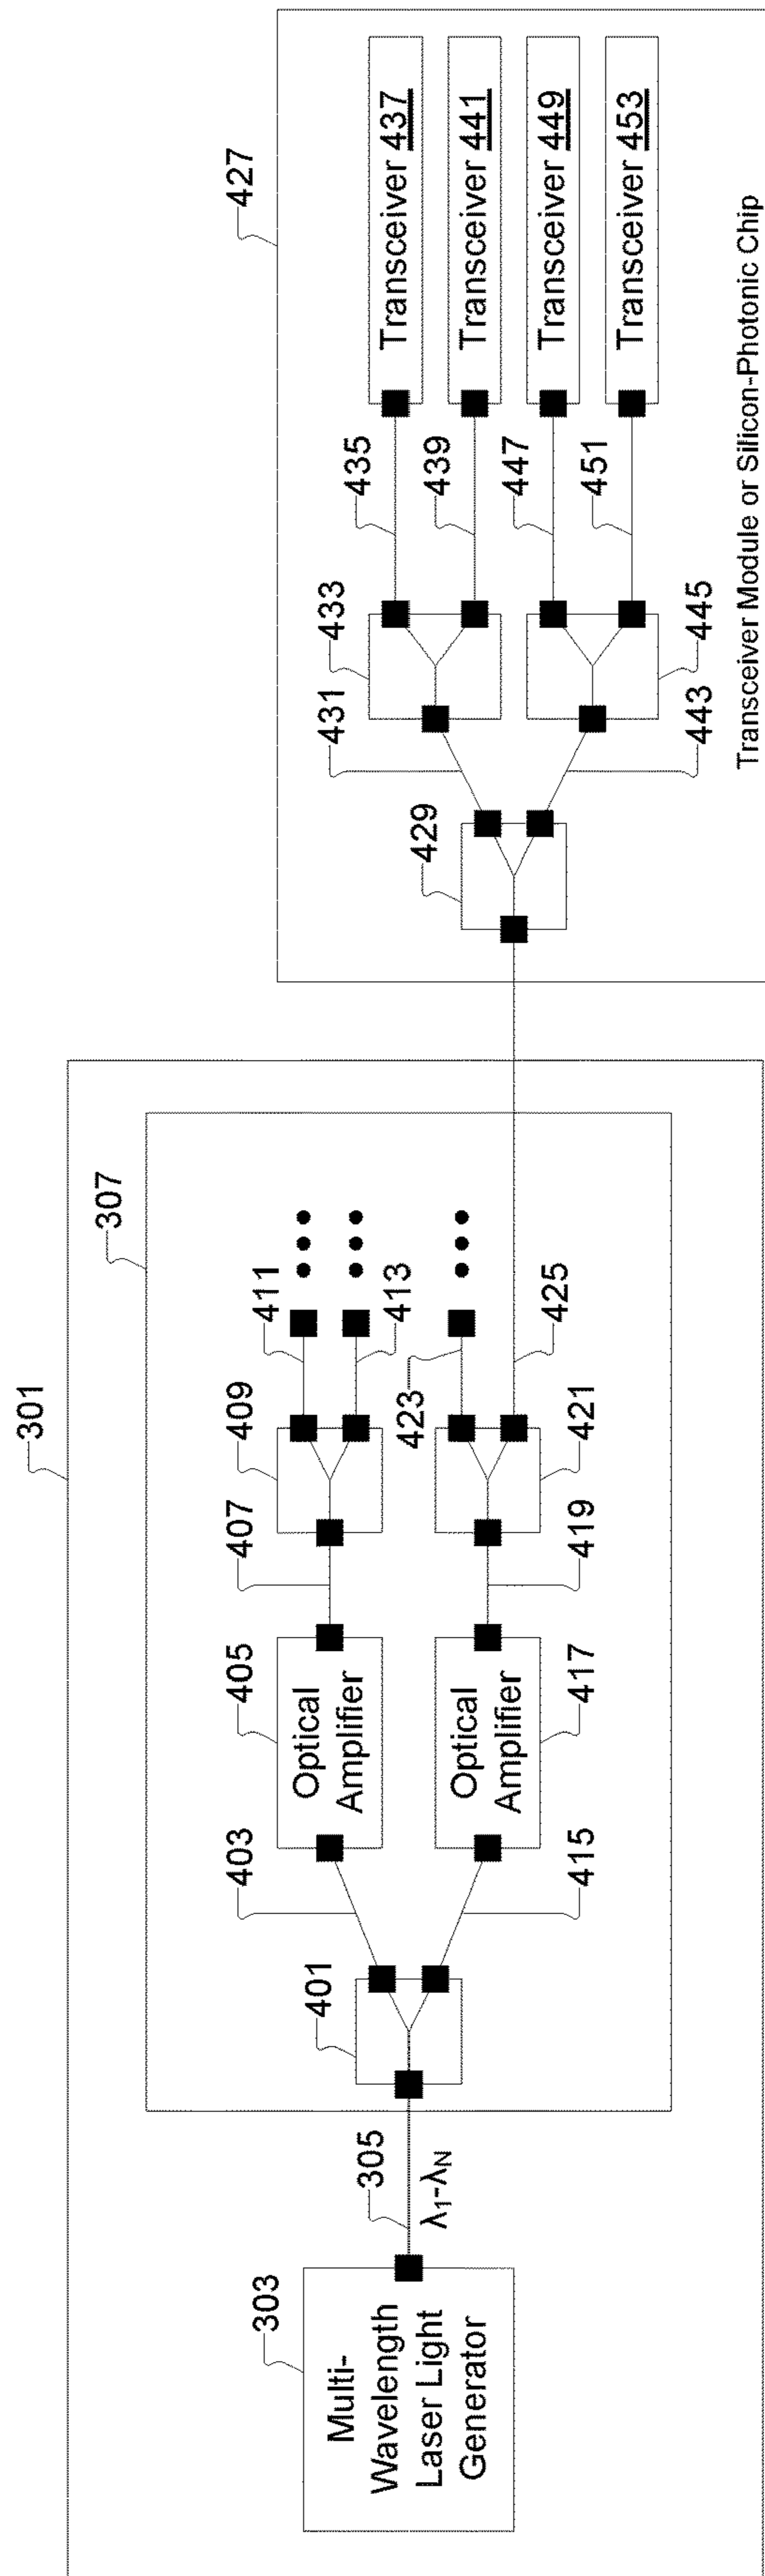 301
307
303
Multi-
Wavelength
Laser Light
Generator
305
λ1-λN
401
403
405
Optical
Amplifier
407
409
411
413
415
417
Optical
Amplifier
419
421
423
425
427
429
431
433
435
Transceiver 437
439
Transceiver 441
443
445
447
Transceiver 449
451
Transceiver 453
Transceiver Module or Silicon-Photonic Chip